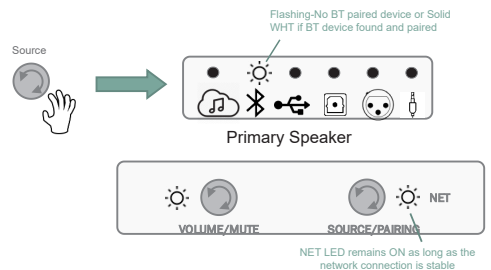 Flashing-No BT paired device or Solid
WHT if BT device found and paired
Source
Primary Speaker
NET
VOLUME/MUTE
SOURCE/PAIRING
NET LED remains ON as long as the
network connection is stable